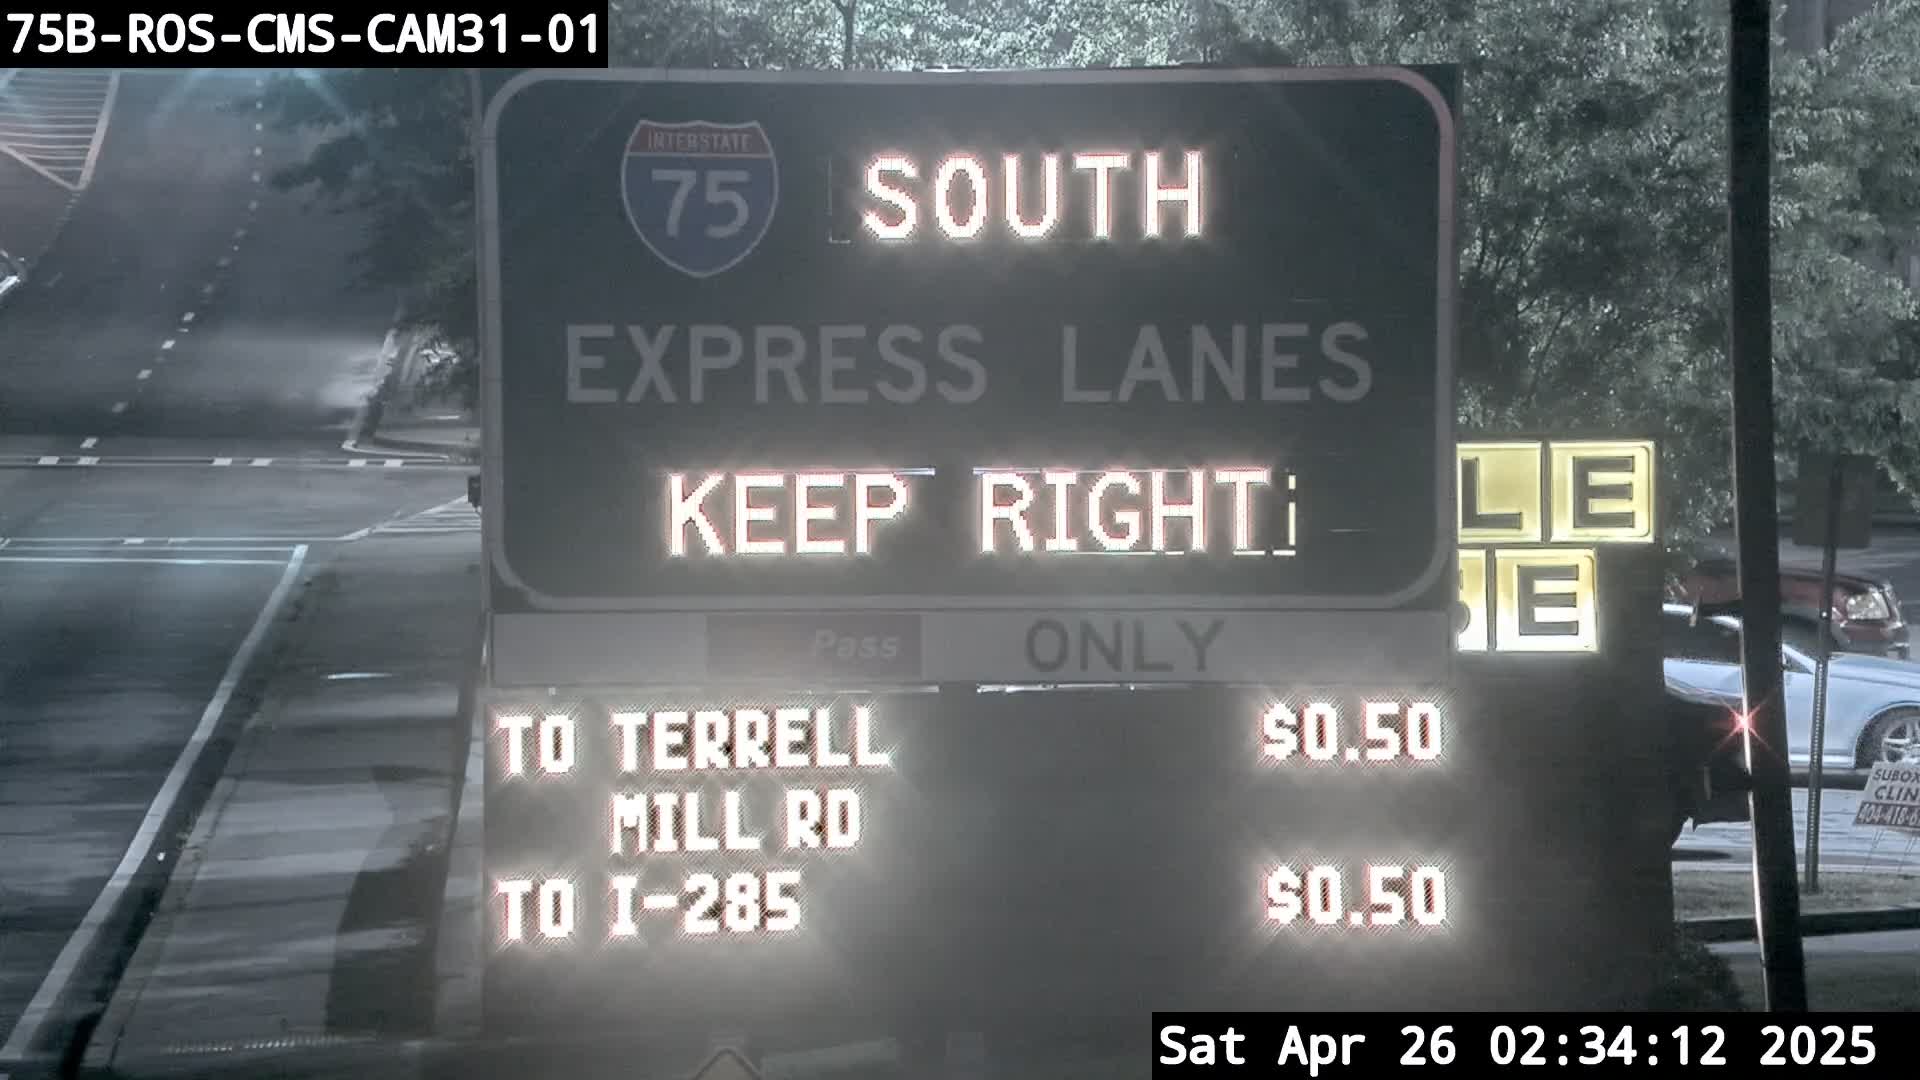 75B-ROS-CMS-CAM31-01
INTERSTATE
75
SOUTH
EXPRESS LANES
KEEP RIGHT
Pass ONLY
TO TERRELL $0.50
MILL RD
TO I-285 $0.50
LE
E
CLIN
Sat Apr 26 02:34:12 2025